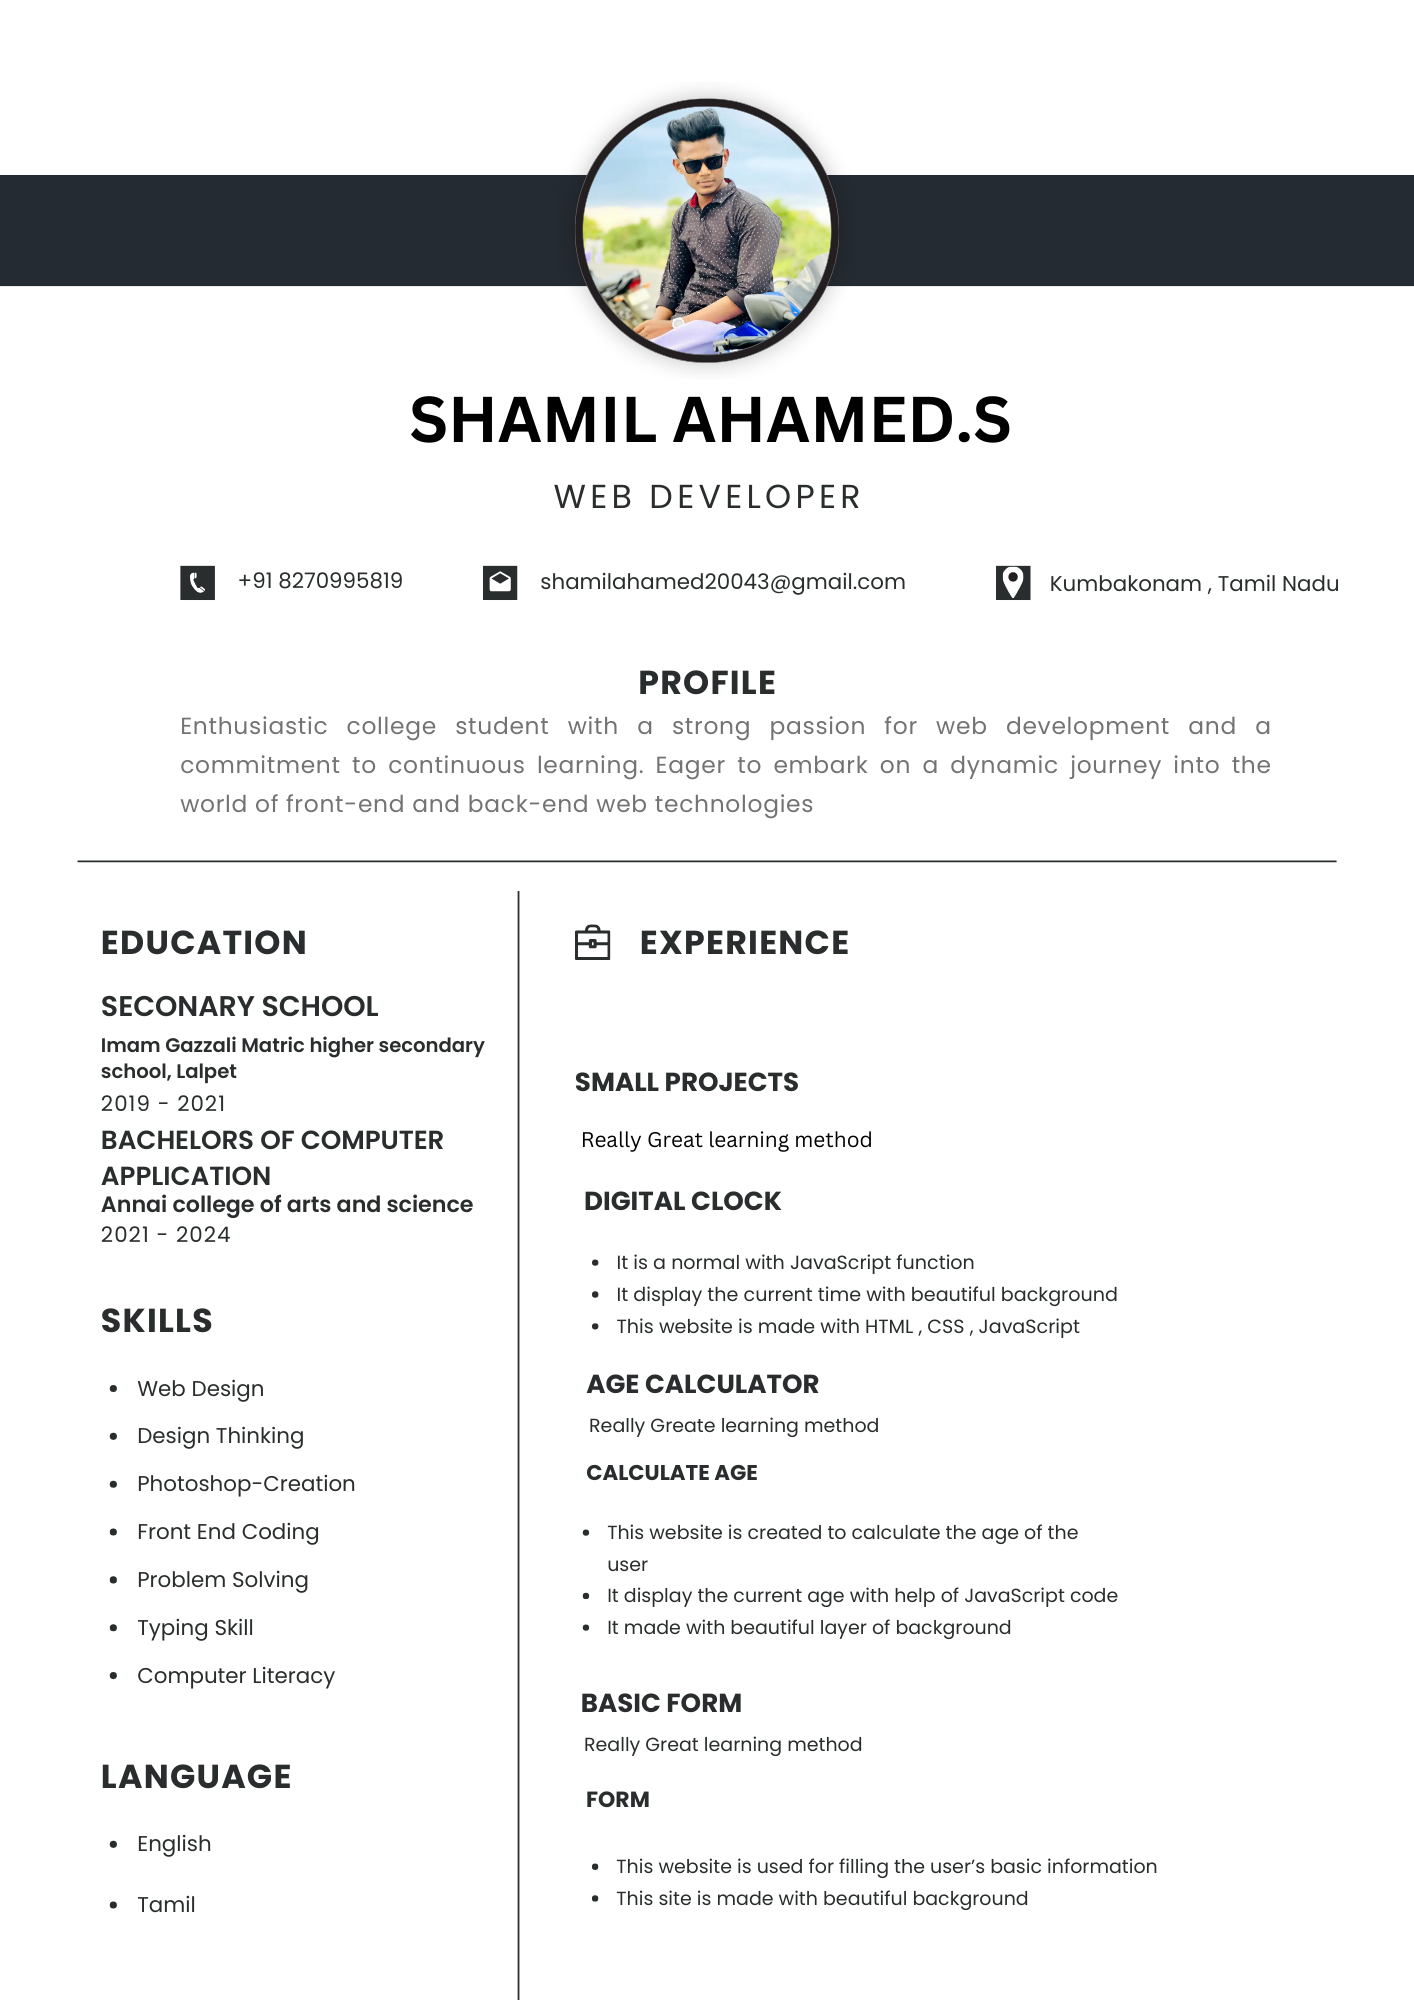 SHAMIL AHAMED.S
WEB DEVELOPER
+91 8270995819
shamilahamed20043@gmail.com
Kumbakonam , Tamil Nadu
PROFILE
Enthusiastic college student with a strong passion for web development and a
commitment to continuous learning. Eager to embark on a dynamic journey into the
world of front-end and back-end web technologies
EDUCATION
SECONARY SCHOOL
Imam Gazzali Matric higher secondary
school, Lalpet
2019 - 2021
BACHELORS OF COMPUTER
APPLICATION
Annai college of arts and science
2021 - 2024
SKILLS
• Web Design
• Design Thinking
• Photoshop-Creation
• Front End Coding
• Problem Solving
• Typing Skill
• Computer Literacy
LANGUAGE
• English
• Tamil
EXPERIENCE
SMALL PROJECTS
Really Great learning method
DIGITAL CLOCK
• It is a normal with JavaScript function
• It display the current time with beautiful background
• This website is made with HTML , CSS , JavaScript
AGE CALCULATOR
Really Greate learning method
CALCULATE AGE
• This website is created to calculate the age of the
user
• It display the current age with help of JavaScript code
• It made with beautiful layer of background
BASIC FORM
Really Great learning method
FORM
• This website is used for filling the user’s basic information
• This site is made with beautiful background